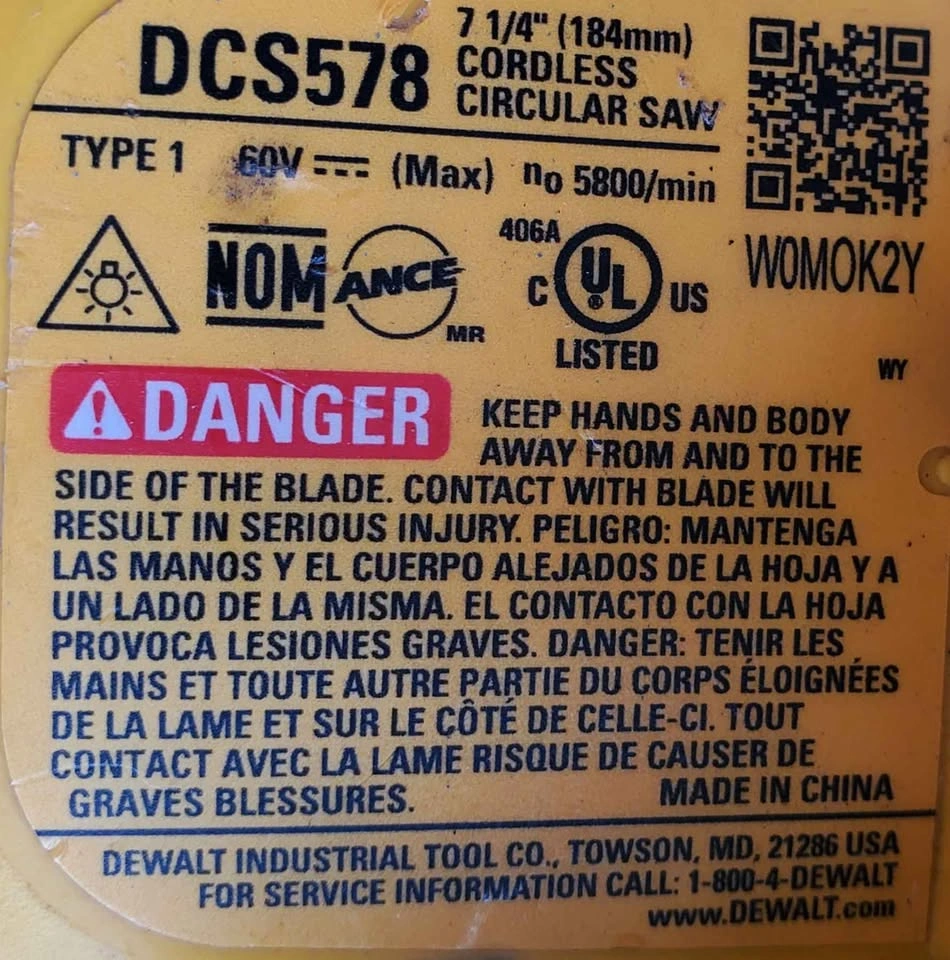 DCS578
7 1/4" (184mm)
CORDLESS
CIRCULAR SAW
TYPE 1 60V ⎓ (Max) n0 5800/min
NOM ANCE MR
406A
C UL ® US
LISTED
W0M0K2Y
WY
DANGER KEEP HANDS AND BODY
AWAY FROM AND TO THE
SIDE OF THE BLADE. CONTACT WITH BLADE WILL
RESULT IN SERIOUS INJURY. PELIGRO: MANTENGA
LAS MANOS Y EL CUERPO ALEJADOS DE LA HOJA Y A
UN LADO DE LA MISMA. EL CONTACTO CON LA HOJA
PROVOCA LESIONES GRAVES. DANGER: TENIR LES
MAINS ET TOUTE AUTRE PARTIE DU CORPS ÉLOIGNÉES
DE LA LAME ET SUR LE CÔTÉ DE CELLE-CI. TOUT
CONTACT AVEC LA LAME RISQUE DE CAUSER DE
GRAVES BLESSURES. MADE IN CHINA
DEWALT INDUSTRIAL TOOL CO., TOWSON, MD, 21286 USA
FOR SERVICE INFORMATION CALL: 1-800-4-DEWALT
www.DEWALT.com